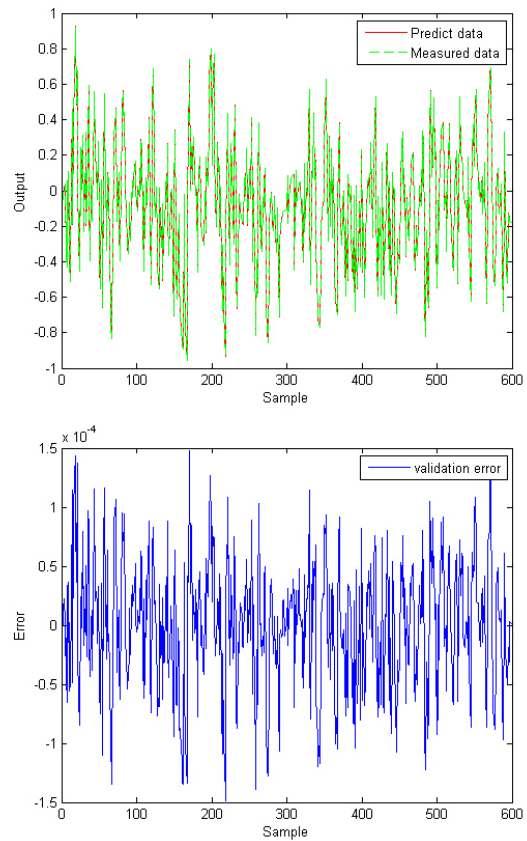 1
0.8
0.6
0.4
0.2
0
-0.2
-0.4
-0.6
-0.8
-1
Output
Predict data
Measured data
0 100 200 300 400 500 600
Sample
x 10^-4
1.5
1
0.5
0
-0.5
-1
-1.5
Error
validation error
0 100 200 300 400 500 600
Sample